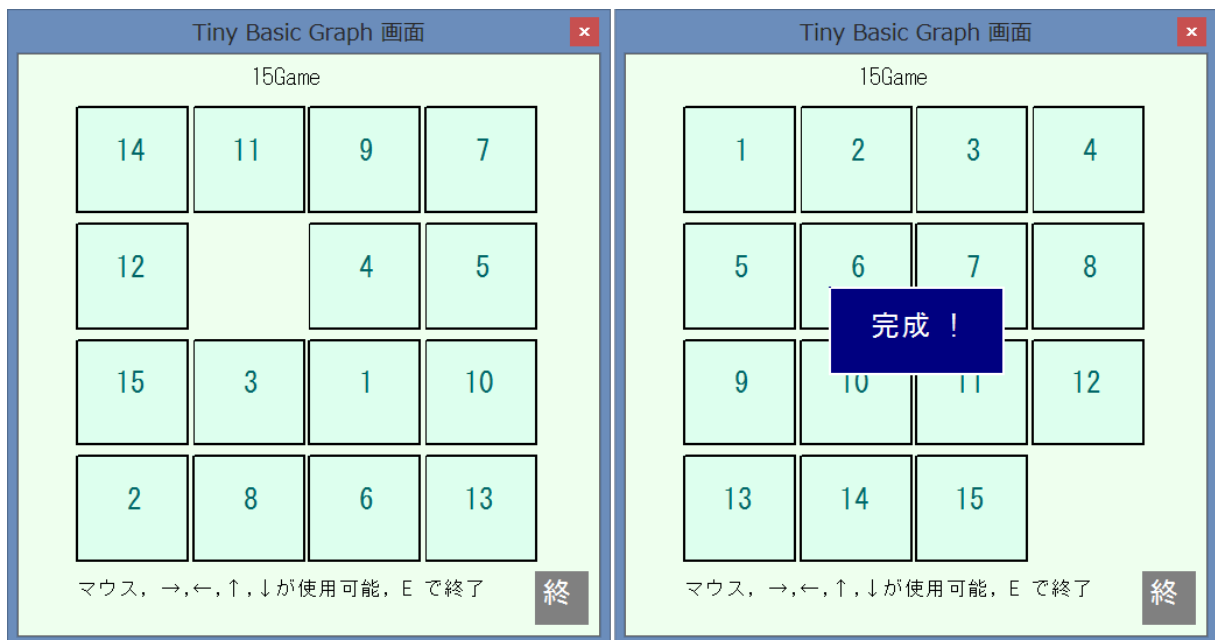 Tiny Basic Graph 画面
x
15Game
14 11 9 7
12 4 5
15 3 1 10
2 8 6 13
マウス, →,←,↑,↓が使用可能, E で終了
終
Tiny Basic Graph 画面
x
15Game
1 2 3 4
5 6 7 8
完成 !
9 10 11 12
13 14 15
マウス, →,←,↑,↓が使用可能, E で終了
終